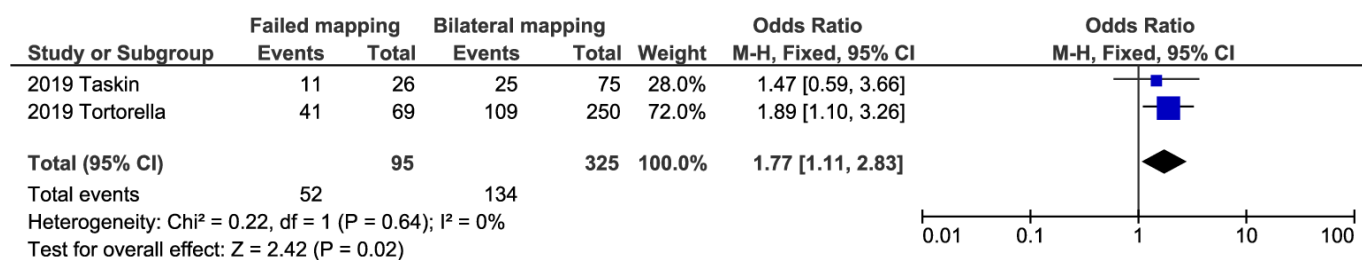 Failed mapping Bilateral mapping Odds Ratio Odds Ratio
Study or Subgroup Events Total Events Total Weight M-H, Fixed, 95% CI M-H, Fixed, 95% CI
2019 Taskin 11 26 25 75 28.0% 1.47 [0.59, 3.66]
2019 Tortorella 41 69 109 250 72.0% 1.89 [1.10, 3.26]
Total (95% CI) 95 325 100.0% 1.77 [1.11, 2.83]
Total events 52 134
Heterogeneity: Chi² = 0.22, df = 1 (P = 0.64); I² = 0%
Test for overall effect: Z = 2.42 (P = 0.02)
0.01 0.1 1 10 100